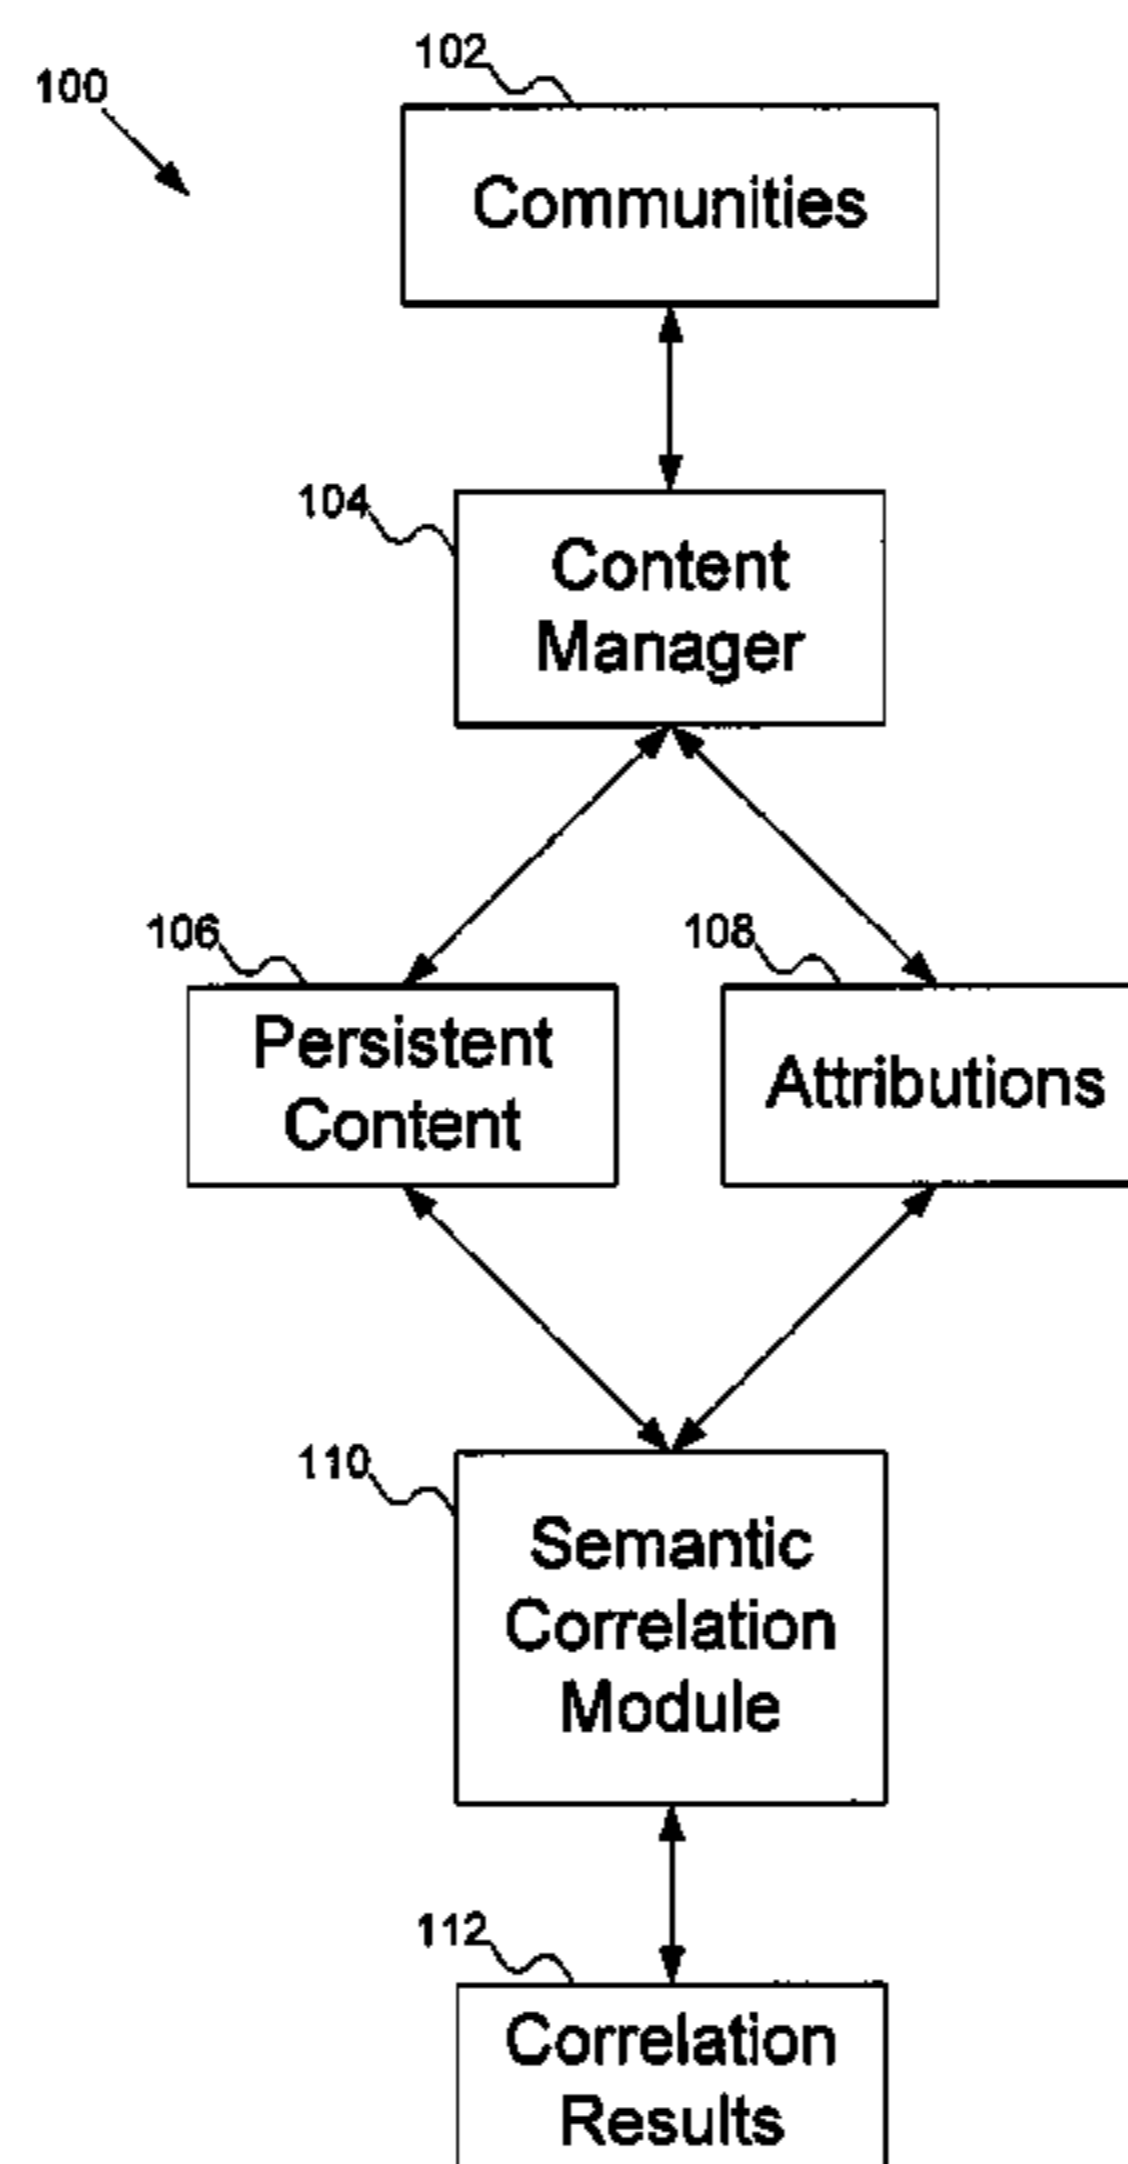 102
100
Communities
104
Content
Manager
106
108
Persistent
Content
Attributions
110
Semantic
Correlation
Module
112
Correlation
Results